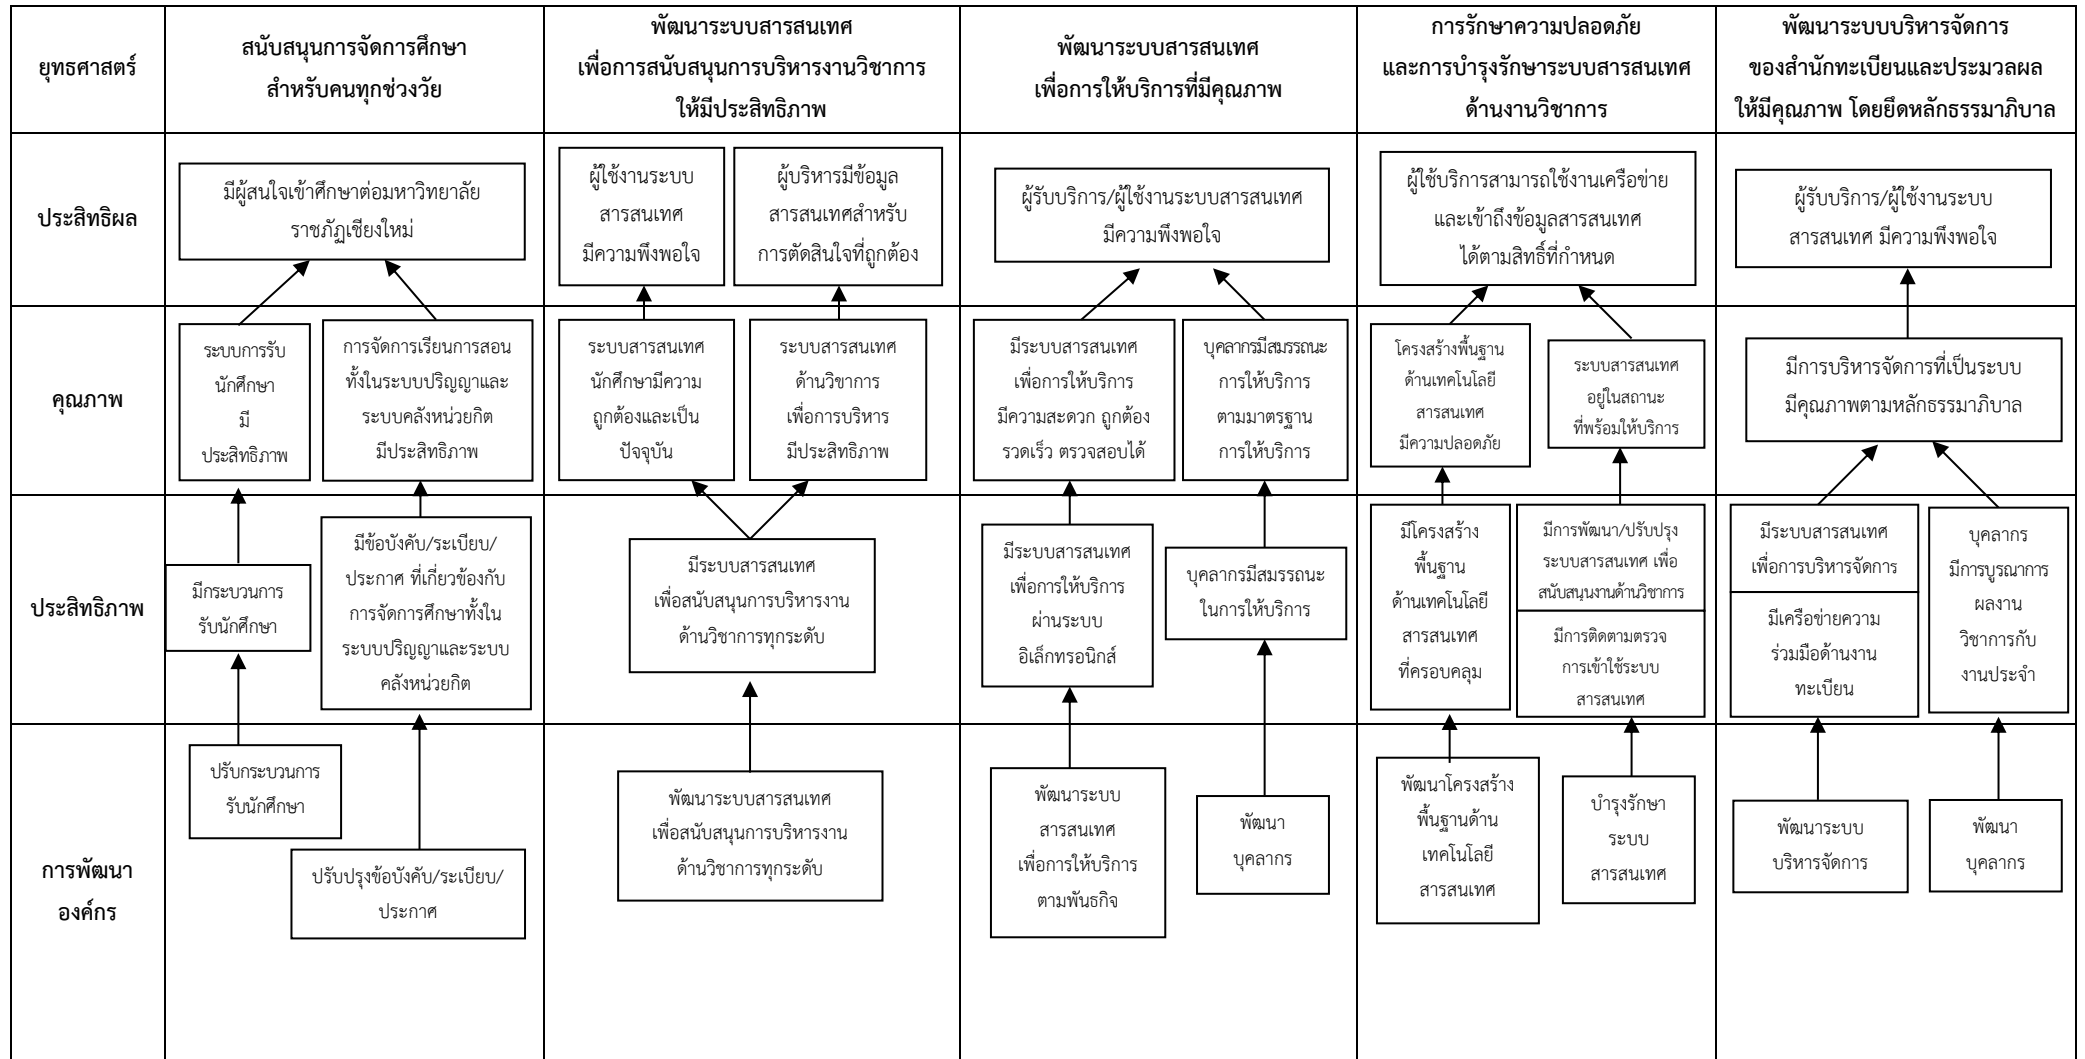 ยุทธศาสตร์
สนับสนุนการจัดการศึกษา
สำหรับคนทุกช่วงวัย
พัฒนาระบบสารสนเทศ
เพื่อการสนับสนุนการบริหารงานวิชาการ
ให้มีประสิทธิภาพ
พัฒนาระบบสารสนเทศ
เพื่อการให้บริการที่มีคุณภาพ
การรักษาความปลอดภัย
และการบำรุงรักษาระบบสารสนเทศ
ด้านงานวิชาการ
พัฒนาระบบบริหารจัดการ
ของสำนักทะเบียนและประมวลผล
ให้มีคุณภาพ โดยยึดหลักธรรมาภิบาล
ประสิทธิผล
มีผู้สนใจเข้าศึกษาต่อมหาวิทยาลัย
ราชภัฏเชียงใหม่
ผู้ใช้งานระบบ
สารสนเทศ
มีความพึงพอใจ
ผู้บริหารมีข้อมูล
สารสนเทศสำหรับ
การตัดสินใจที่ถูกต้อง
ผู้รับบริการ/ผู้ใช้งานระบบสารสนเทศ
มีความพึงพอใจ
ผู้ใช้บริการสามารถใช้งานเครือข่าย
และเข้าถึงข้อมูลสารสนเทศ
ได้ตามสิทธิ์ที่กำหนด
ผู้รับบริการ/ผู้ใช้งานระบบ
สารสนเทศ มีความพึงพอใจ
คุณภาพ
ระบบการรับ
นักศึกษา
มี
ประสิทธิภาพ
การจัดการเรียนการสอน
ทั้งในระบบปริญญาและ
ระบบคลังหน่วยกิต
มีประสิทธิภาพ
ระบบสารสนเทศ
นักศึกษามีความ
ถูกต้องและเป็น
ปัจจุบัน
ระบบสารสนเทศ
ด้านวิชาการ
เพื่อการบริหาร
มีประสิทธิภาพ
มีระบบสารสนเทศ
เพื่อการให้บริการ
มีความสะดวก ถูกต้อง
รวดเร็ว ตรวจสอบได้
บุคลากรมีสมรรถนะ
การให้บริการ
ตามมาตรฐาน
การให้บริการ
โครงสร้างพื้นฐาน
ด้านเทคโนโลยี
สารสนเทศ
มีความปลอดภัย
ระบบสารสนเทศ
อยู่ในสถานะ
ที่พร้อมให้บริการ
มีการบริหารจัดการที่เป็นระบบ
มีคุณภาพตามหลักธรรมาภิบาล
ประสิทธิภาพ
มีกระบวนการ
รับนักศึกษา
มีข้อบังคับ/ระเบียบ/
ประกาศ ที่เกี่ยวข้องกับ
การจัดการศึกษาทั้งใน
ระบบปริญญาและระบบ
คลังหน่วยกิต
มีระบบสารสนเทศ
เพื่อสนับสนุนการบริหารงาน
ด้านวิชาการทุกระดับ
มีระบบสารสนเทศ
เพื่อการให้บริการ
ผ่านระบบ
อิเล็กทรอนิกส์
บุคลากรมีสมรรถนะ
ในการให้บริการ
มีโครงสร้าง
พื้นฐาน
ด้านเทคโนโลยี
สารสนเทศ
ที่ครอบคลุม
มีการพัฒนา/ปรับปรุง
ระบบสารสนเทศ เพื่อ
สนับสนุนงานด้านวิชาการ
มีการติดตามตรวจ
การเข้าใช้ระบบ
สารสนเทศ
มีระบบสารสนเทศ
เพื่อการบริหารจัดการ
มีเครือข่ายความ
ร่วมมือด้านงาน
ทะเบียน
บุคลากร
มีการบูรณาการ
ผลงาน
วิชาการกับ
งานประจำ
การพัฒนา
องค์กร
ปรับกระบวนการ
รับนักศึกษา
ปรับปรุงข้อบังคับ/ระเบียบ/
ประกาศ
พัฒนาระบบสารสนเทศ
เพื่อสนับสนุนการบริหารงาน
ด้านวิชาการทุกระดับ
พัฒนาระบบ
สารสนเทศ
เพื่อการให้บริการ
ตามพันธกิจ
พัฒนา
บุคลากร
พัฒนาโครงสร้าง
พื้นฐานด้าน
เทคโนโลยี
สารสนเทศ
บำรุงรักษา
ระบบ
สารสนเทศ
พัฒนาระบบ
บริหารจัดการ
พัฒนา
บุคลากร